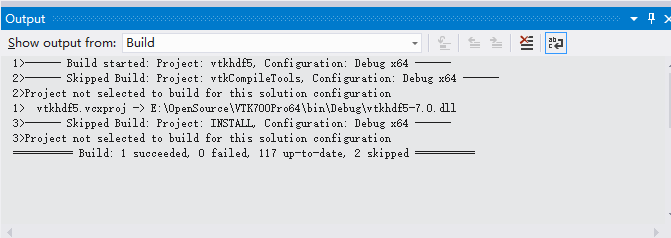 Output
Show output from: Build
1>------ Build started: Project: vtkhdf5, Configuration: Debug x64 ------
2>------ Skipped Build: Project: vtkCompileTools, Configuration: Debug x64 ------
2>Project not selected to build for this solution configuration
1>  vtkhdf5.vcxproj -> E:\OpenSource\VTK700Pro64\bin\Debug\vtkhdf5-7.0.dll
3>------ Skipped Build: Project: INSTALL, Configuration: Debug x64 ------
3>Project not selected to build for this solution configuration
========== Build: 1 succeeded, 0 failed, 117 up-to-date, 2 skipped ==========